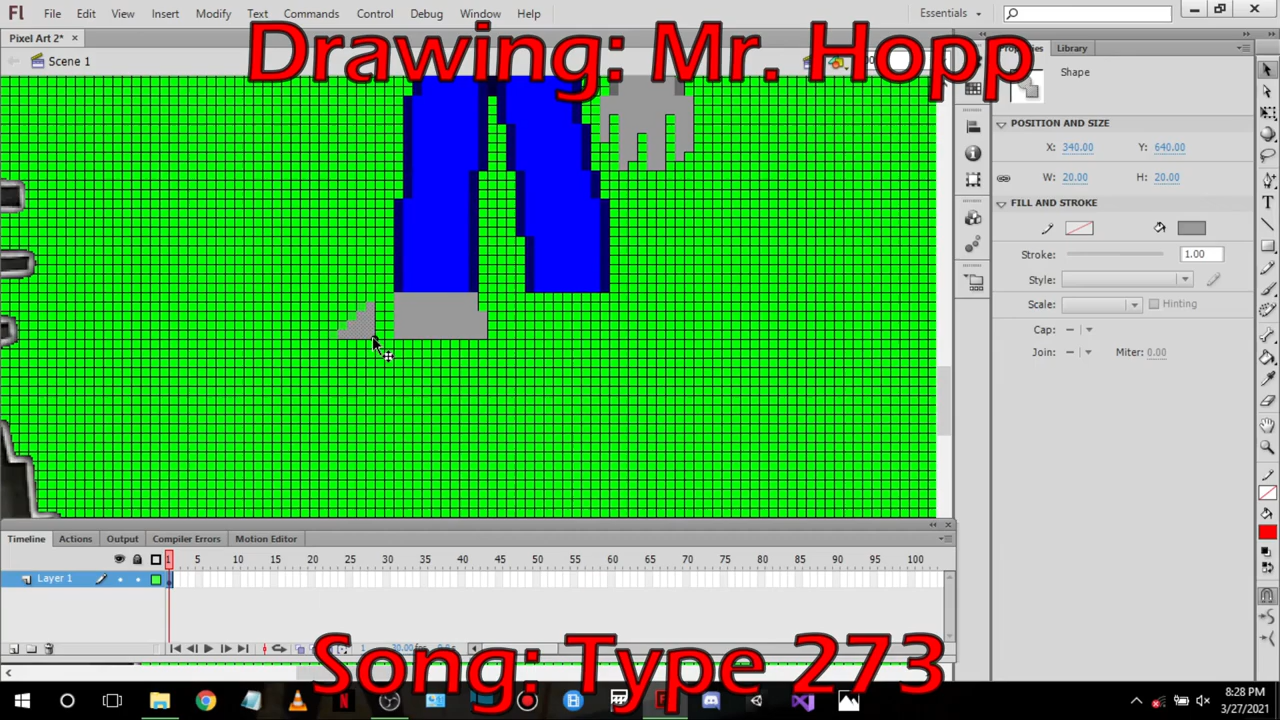 Fl File Edit View Insert Modify Text Commands Control Debug Window Help Essentials
Pixel Art 2* ×
Scene 1
Drawing: Mr. Hopp
Properties Library
Shape
POSITION AND SIZE
X: 340.00 Y: 640.00
W: 20.00 H: 20.00
FILL AND STROKE
Stroke: 1.00
Style:
Scale: Hinting
Cap:
Join: Miter: 0.00
Timeline Actions Output Compiler Errors Motion Editor
1 5 10 15 20 25 30 35 40 45 50 55 60 65 70 75 80 85 90 95 100
Layer 1
Song: Type 273
8:28 PM
3/27/2021